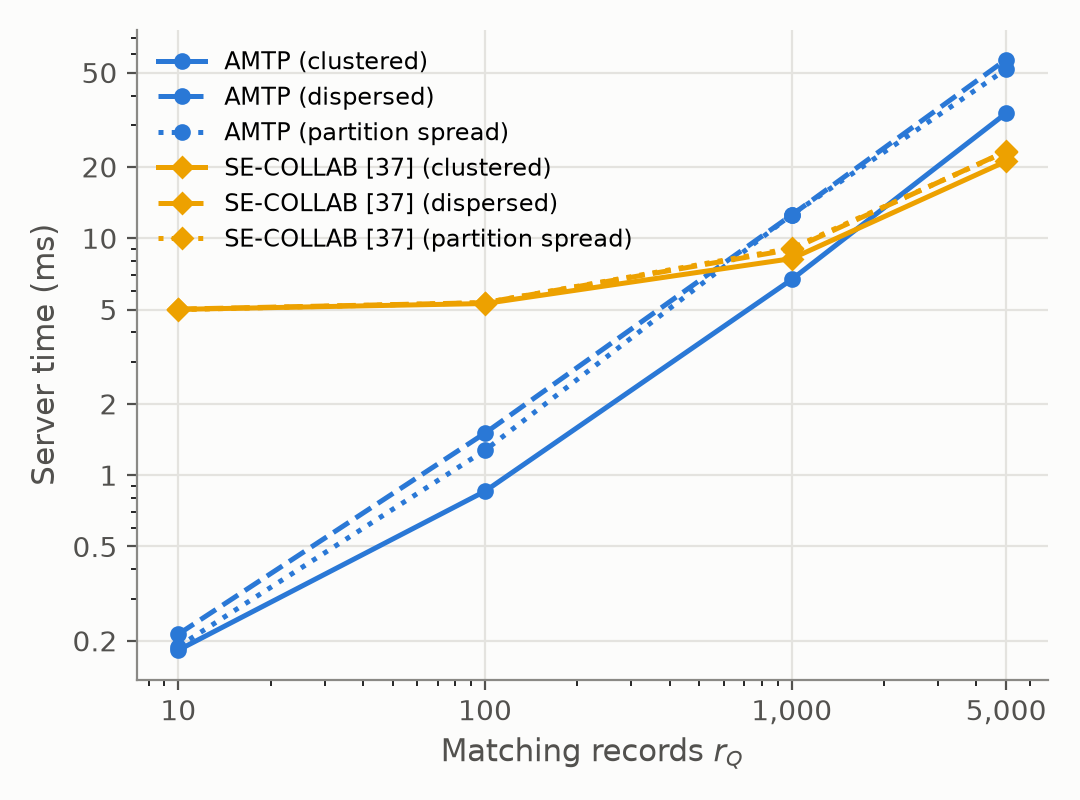 AMTP (clustered)
AMTP (dispersed)
AMTP (partition spread)
SE-COLLAB [37] (clustered)
SE-COLLAB [37] (dispersed)
SE-COLLAB [37] (partition spread)
Server time (ms)
50
20
10
5
2
1
0.5
0.2
10
100
1,000
5,000
Matching records r_Q